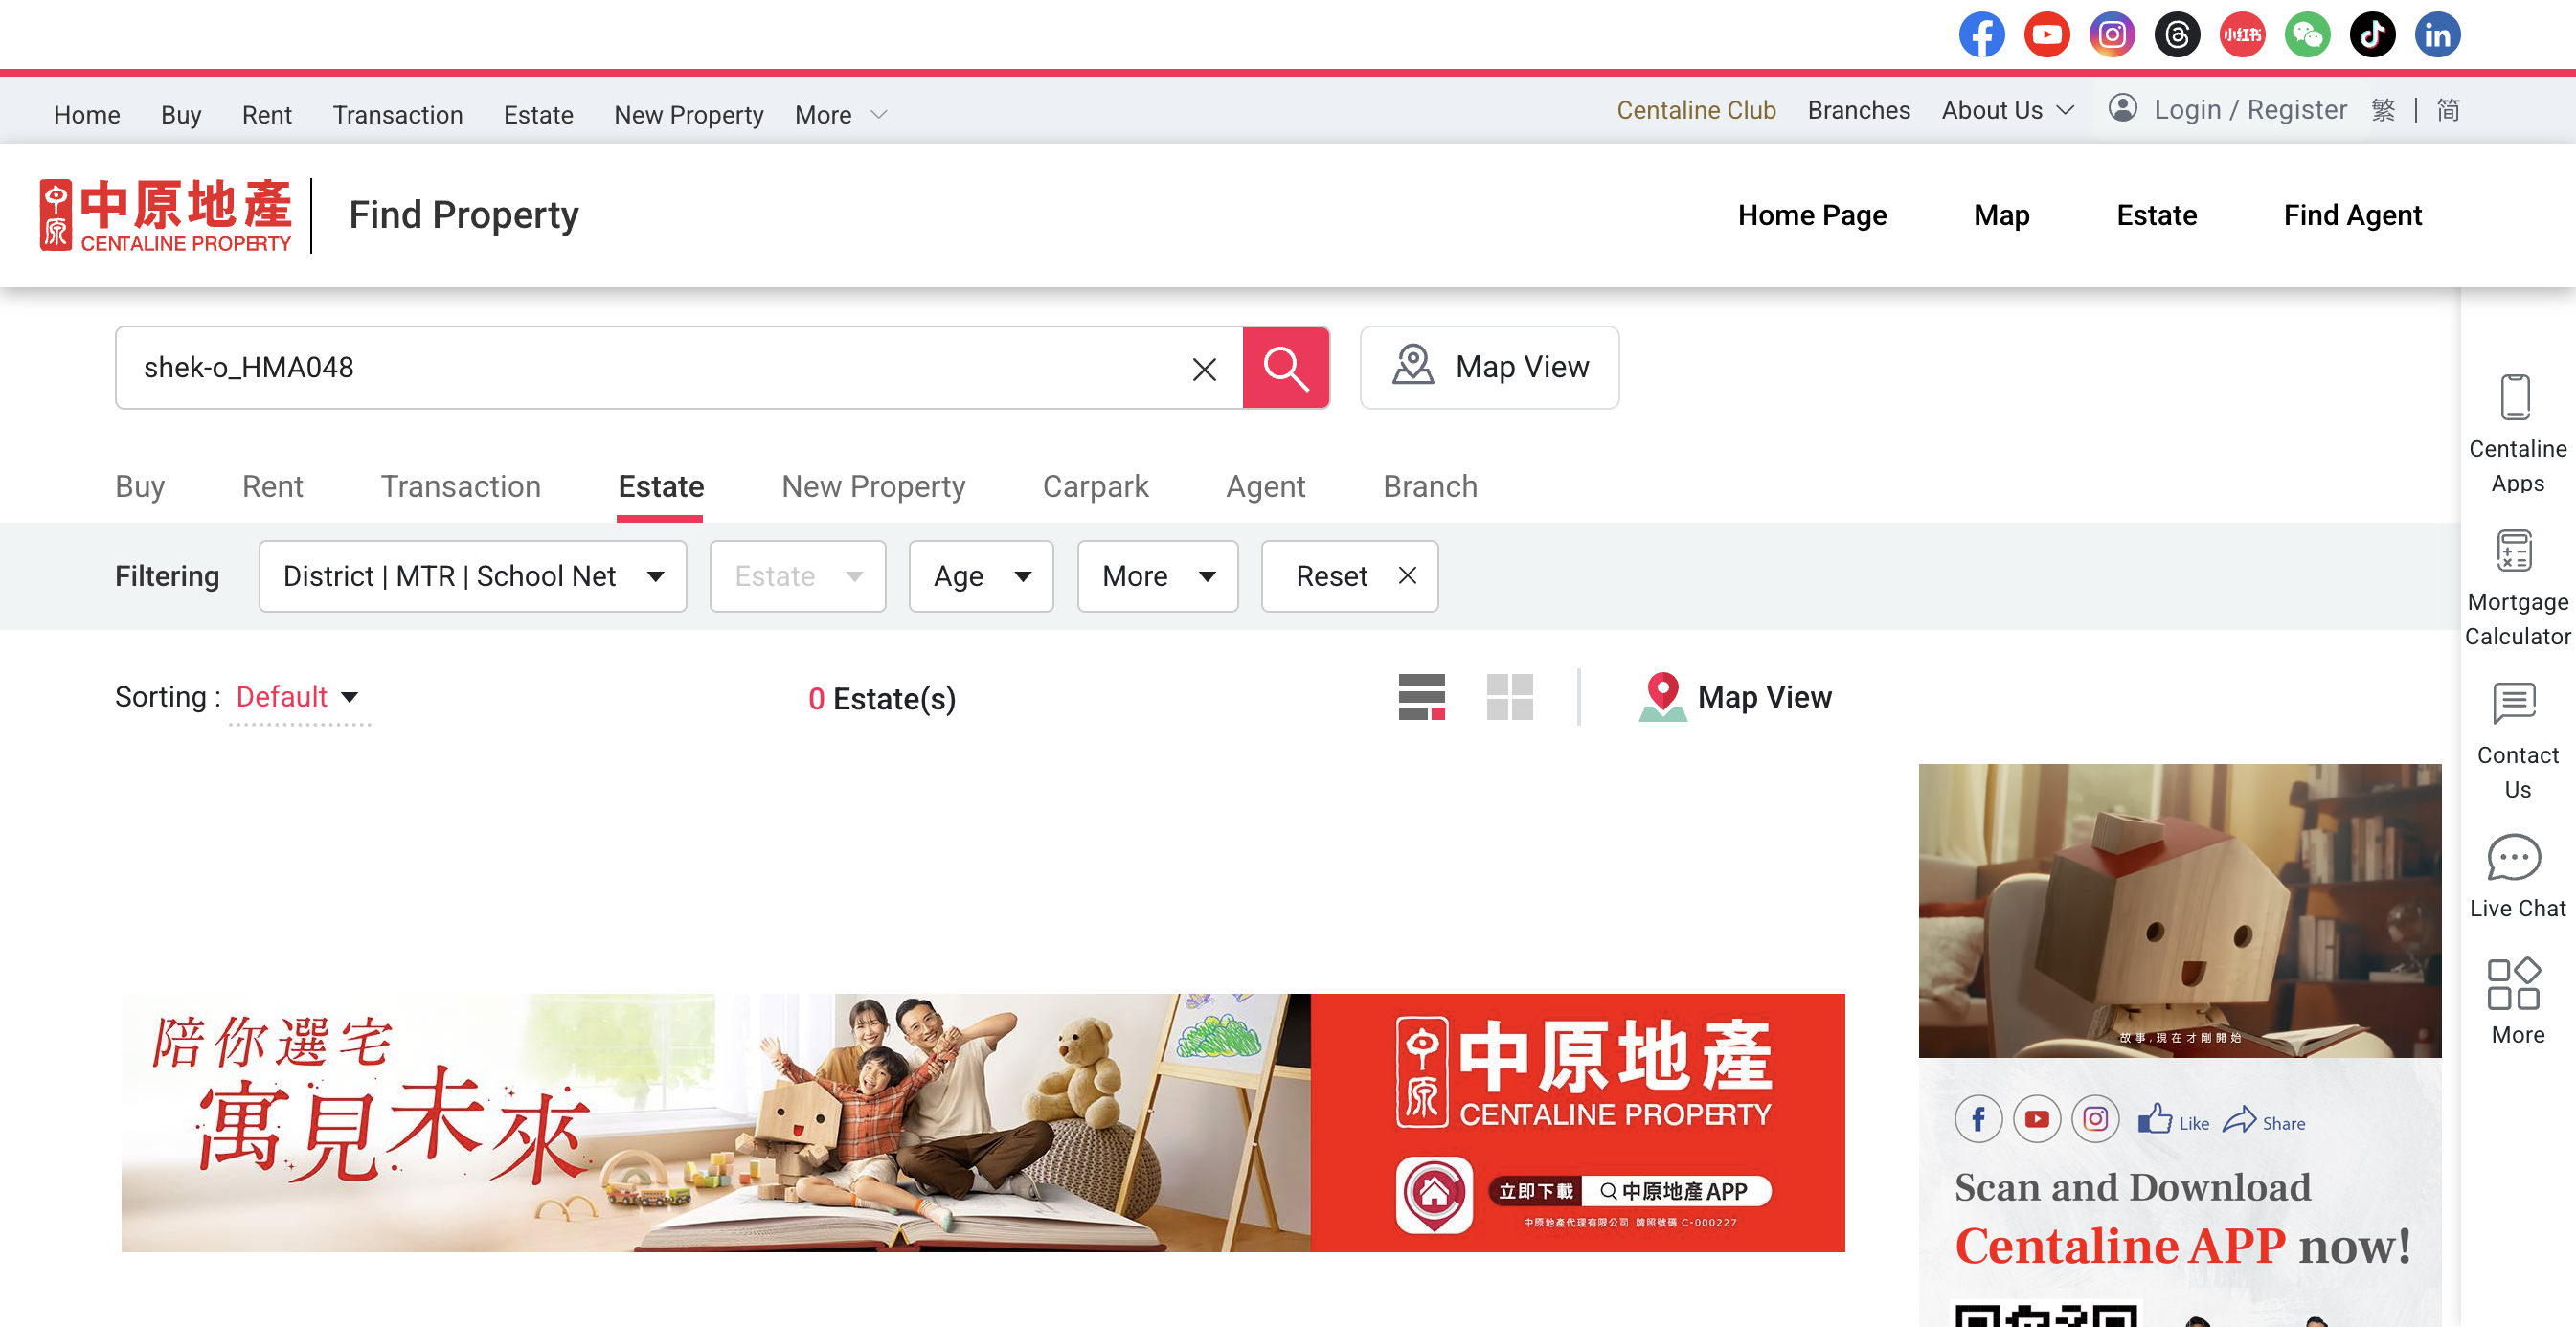 小红书
Home Buy Rent Transaction Estate New Property More
Centaline Club Branches About Us Login / Register 繁 | 简
中原 中原地產
CENTALINE PROPERTY
Find Property
Home Page Map Estate Find Agent
shek-o_HMA048
Map View
Buy Rent Transaction Estate New Property Carpark Agent Branch
Filtering District | MTR | School Net Estate Age More Reset
Sorting : Default
0 Estate(s)
Map View
Centaline
Apps
Mortgage
Calculator
Contact
Us
Live Chat
More
陪你選宅
寓見未來
中原 中原地產
CENTALINE PROPERTY
立即下載 中原地產 APP
中原地產代理有限公司 牌照號碼 C-000227
故事,現在才剛開始
Like Share
Scan and Download
Centaline APP now!